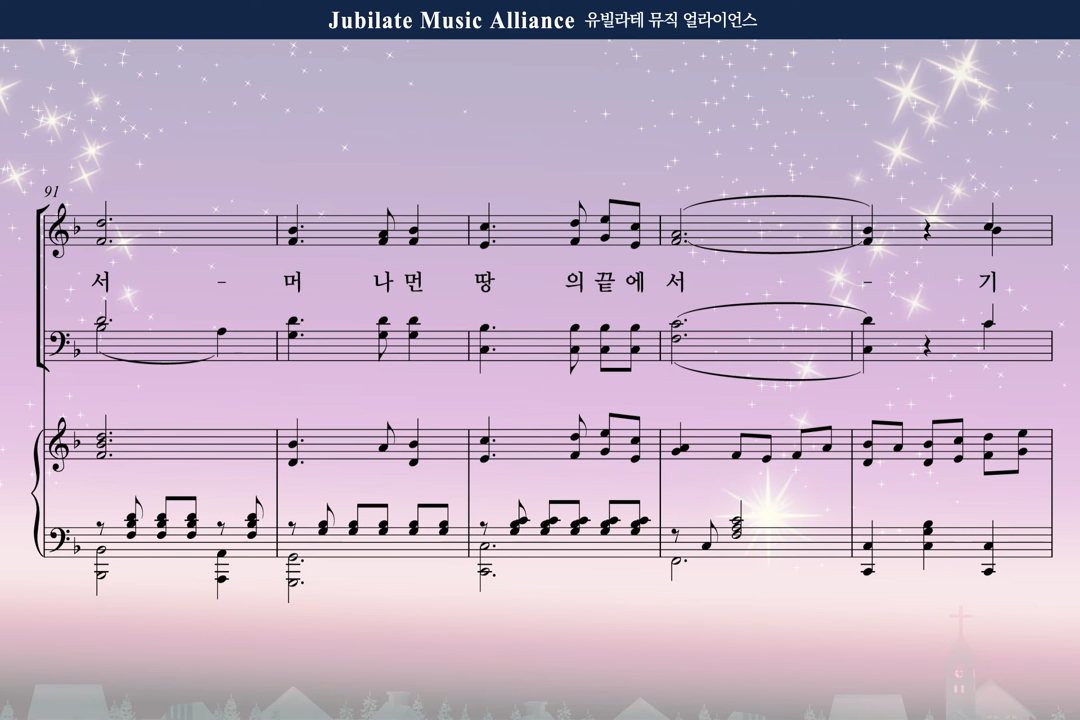 Jubilate Music Alliance 유빌라테 뮤직 얼라이언스
91
서 - 머 나 먼 땅 의 끝 에 서 - 기